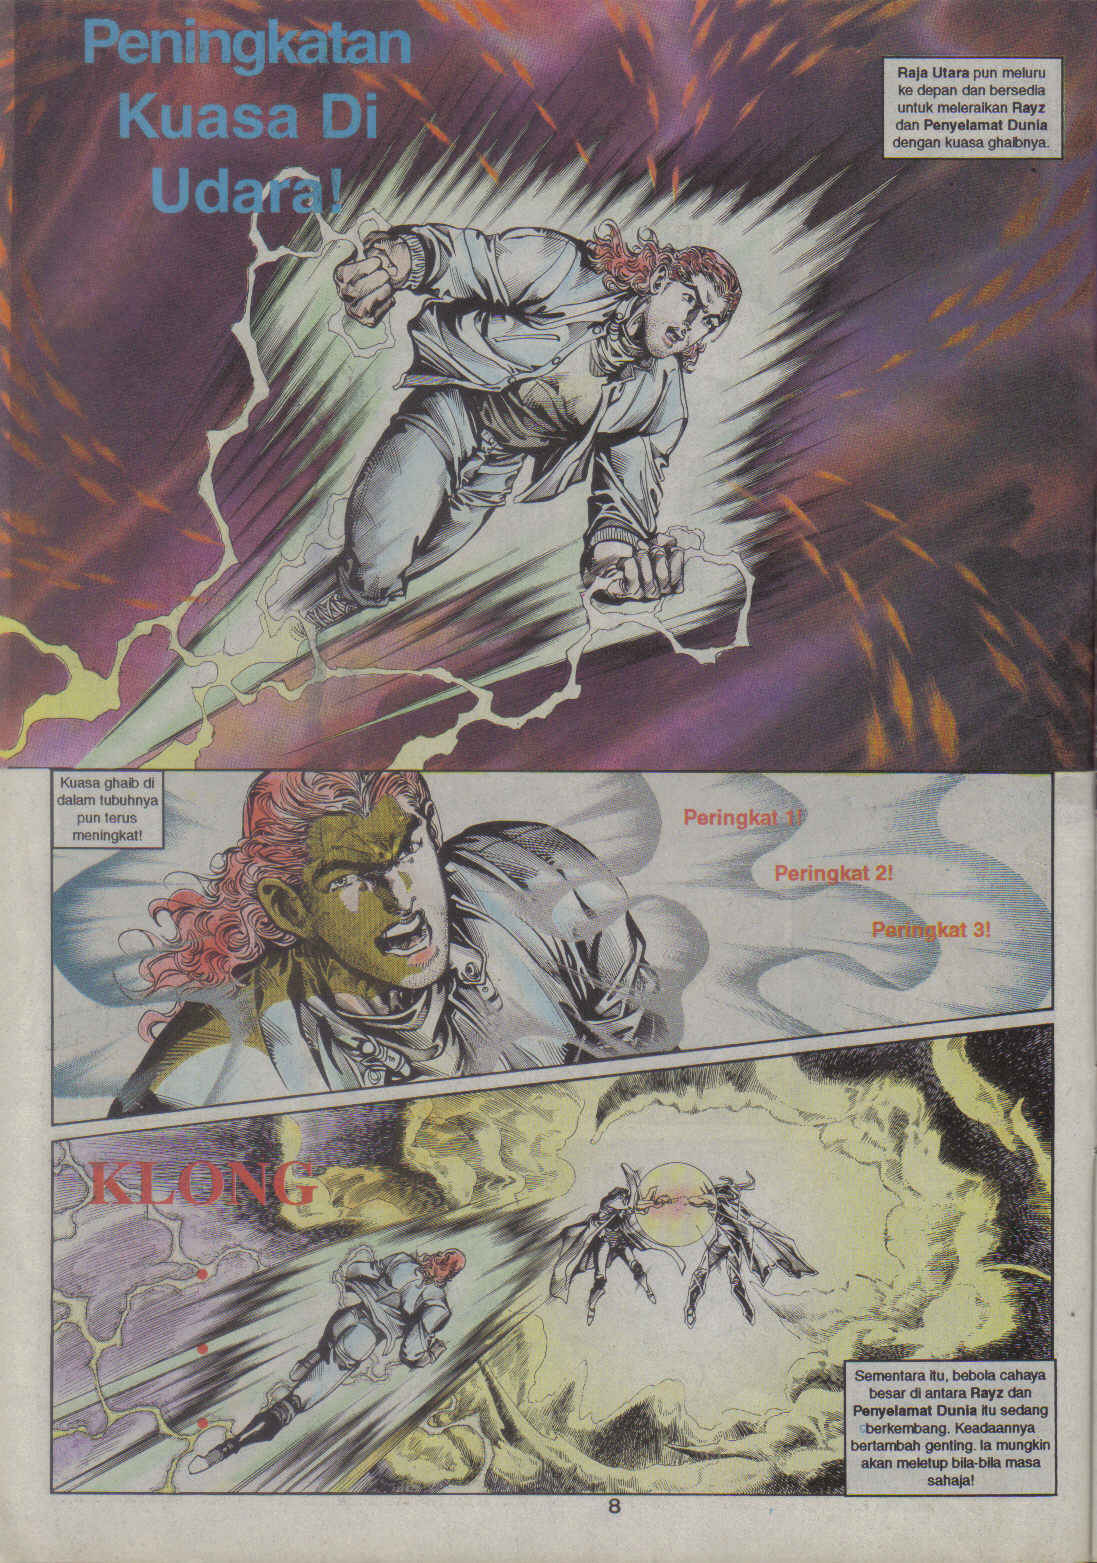 Peningkatan
Kuasa Di
Udara!
Raja Utara pun meluru
ke depan dan bersedia
untuk meleraikan Rayz
dan Penyelamat Dunia
dengan kuasa ghaibnya.
Kuasa ghaib di
dalam tubuhnya
pun terus
meningkat!
Peringkat 1!
Peringkat 2!
Peringkat 3!
KLONG
Sementara itu, bebola cahaya
besar di antara Rayz dan
Penyelamat Dunia itu sedang
berkembang. Keadaannya
bertambah genting. Ia mungkin
akan meletup bila-bila masa
sahaja!
8